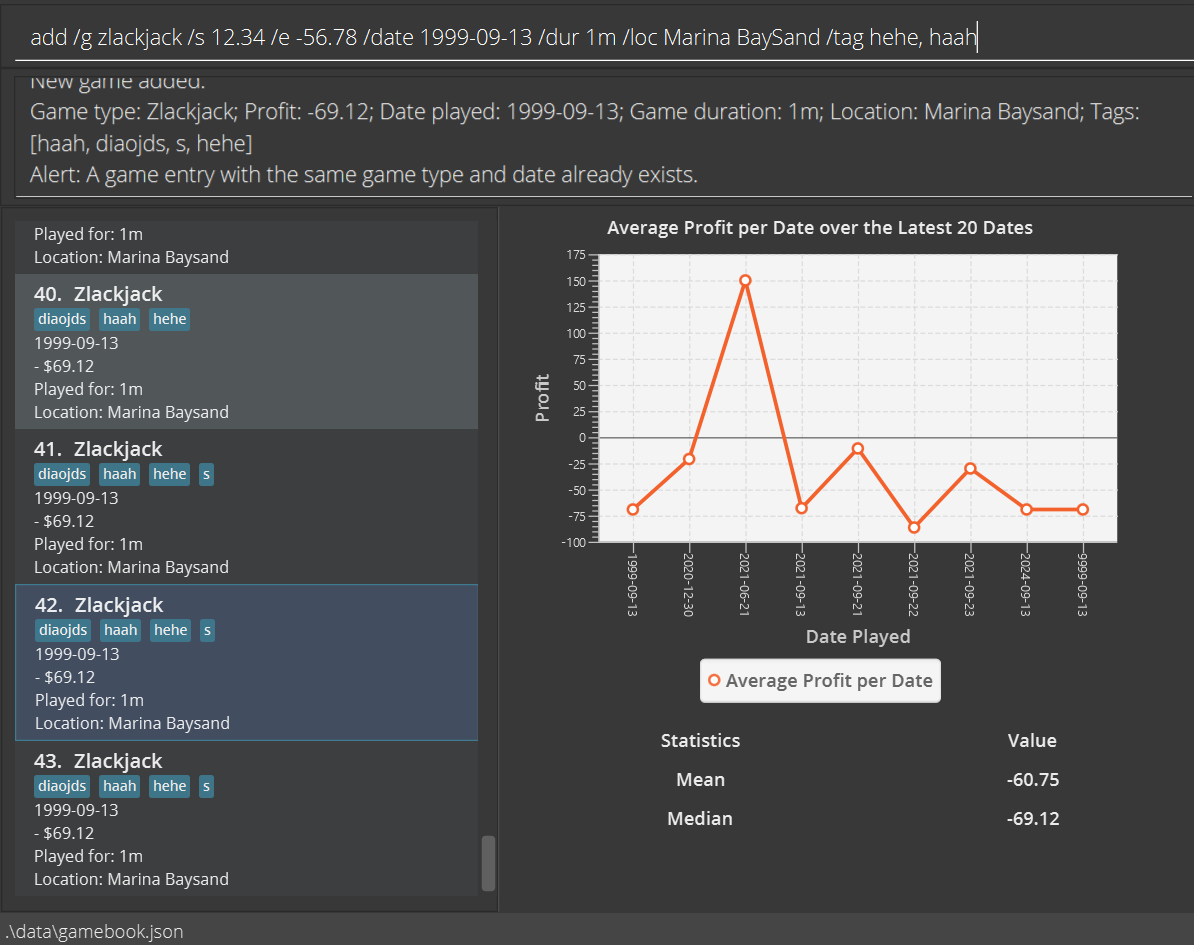 add /g zlackjack /s 12.34 /e -56.78 /date 1999-09-13 /dur 1m /loc Marina BaySand /tag hehe, haah
New game added.
Game type: Zlackjack; Profit: -69.12; Date played: 1999-09-13; Game duration: 1m; Location: Marina Baysand; Tags:
[haah, diaojds, s, hehe]
Alert: A game entry with the same game type and date already exists.
Played for: 1m
Location: Marina Baysand
40. Zlackjack
diaojds haah hehe
1999-09-13
- $69.12
Played for: 1m
Location: Marina Baysand
41. Zlackjack
diaojds haah hehe s
1999-09-13
- $69.12
Played for: 1m
Location: Marina Baysand
42. Zlackjack
diaojds haah hehe s
1999-09-13
- $69.12
Played for: 1m
Location: Marina Baysand
43. Zlackjack
diaojds haah hehe s
1999-09-13
- $69.12
Played for: 1m
Location: Marina Baysand
Average Profit per Date over the Latest 20 Dates
Profit
175
150
125
100
75
50
25
0
-25
-50
-75
-100
1999-09-13
2020-12-30
2021-06-21
2021-09-13
2021-09-21
2021-09-22
2021-09-23
2024-09-13
9999-09-13
Date Played
Average Profit per Date
Statistics Value
Mean -60.75
Median -69.12
.\data\gamebook.json